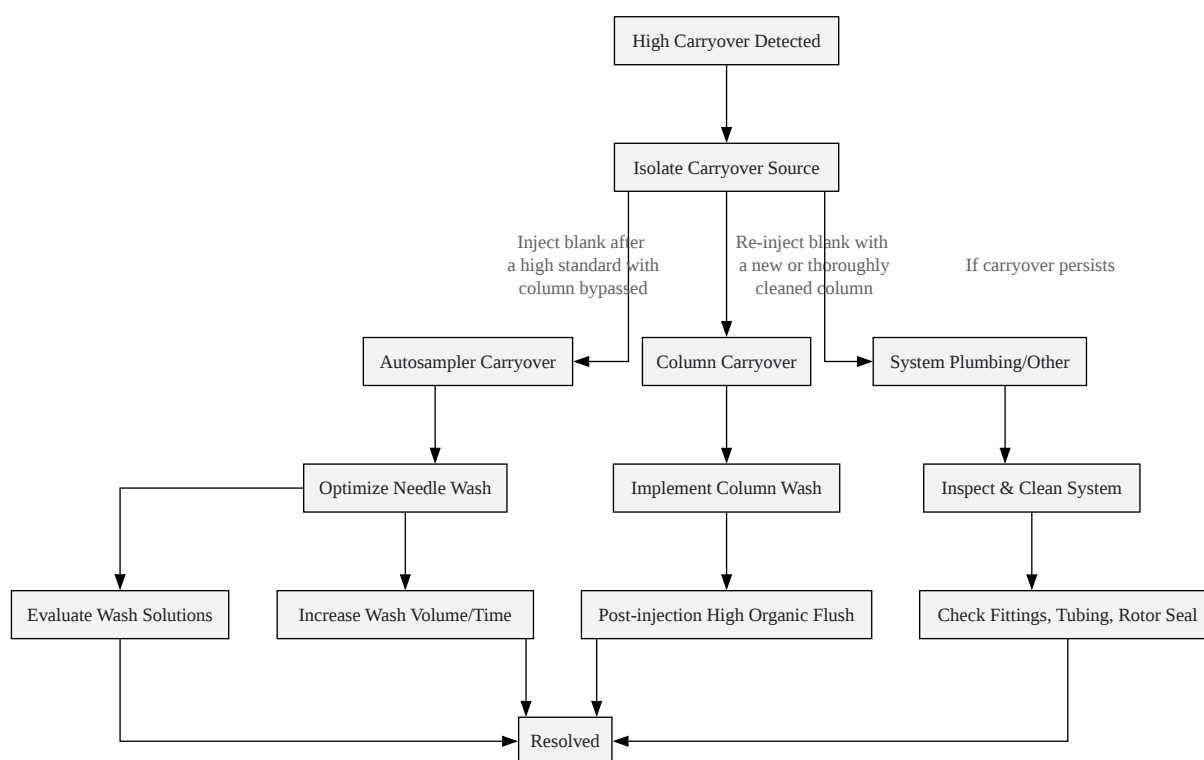 High Carryover Detected
Isolate Carryover Source
Inject blank after
a high standard with
column bypassed
Re-inject blank with
a new or thoroughly
cleaned column
If carryover persists
Autosampler Carryover
Column Carryover
System Plumbing/Other
Optimize Needle Wash
Implement Column Wash
Inspect & Clean System
Evaluate Wash Solutions
Increase Wash Volume/Time
Post-injection High Organic Flush
Check Fittings, Tubing, Rotor Seal
Resolved